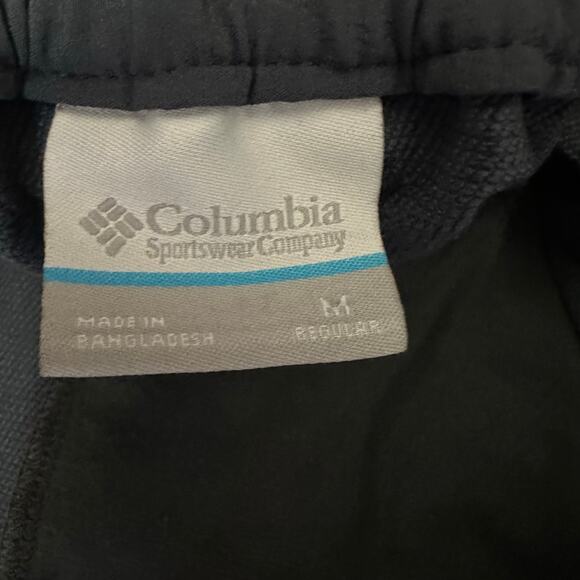 Columbia
Sportswear Company
MADE IN
BANGLADESH
M
REGULAR